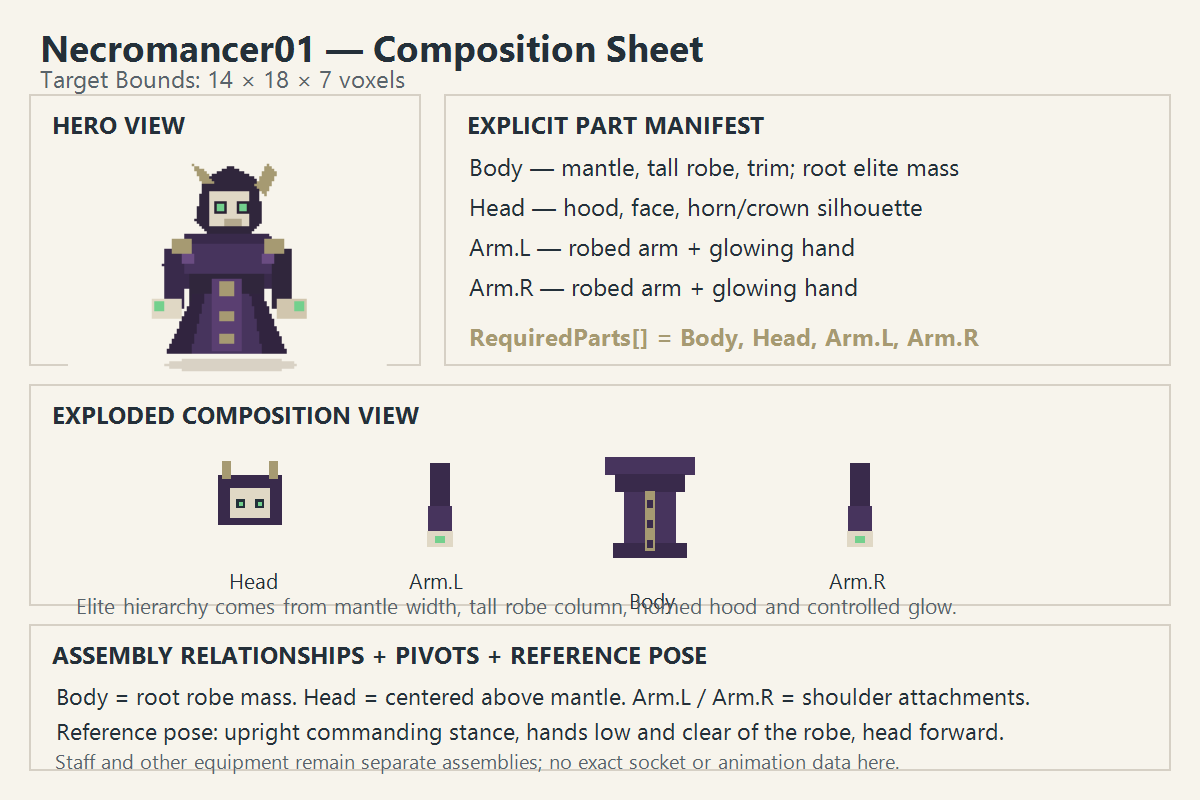 Necromancer01 — Composition Sheet
Target Bounds: 14 × 18 × 7 voxels
HERO VIEW
EXPLICIT PART MANIFEST
Body — mantle, tall robe, trim; root elite mass
Head — hood, face, horn/crown silhouette
Arm.L — robed arm + glowing hand
Arm.R — robed arm + glowing hand
RequiredParts[] = Body, Head, Arm.L, Arm.R
EXPLODED COMPOSITION VIEW
Head
Arm.L
Body
Arm.R
Elite hierarchy comes from mantle width, tall robe column, horned hood and controlled glow.
ASSEMBLY RELATIONSHIPS + PIVOTS + REFERENCE POSE
Body = root robe mass. Head = centered above mantle. Arm.L / Arm.R = shoulder attachments.
Reference pose: upright commanding stance, hands low and clear of the robe, head forward.
Staff and other equipment remain separate assemblies; no exact socket or animation data here.